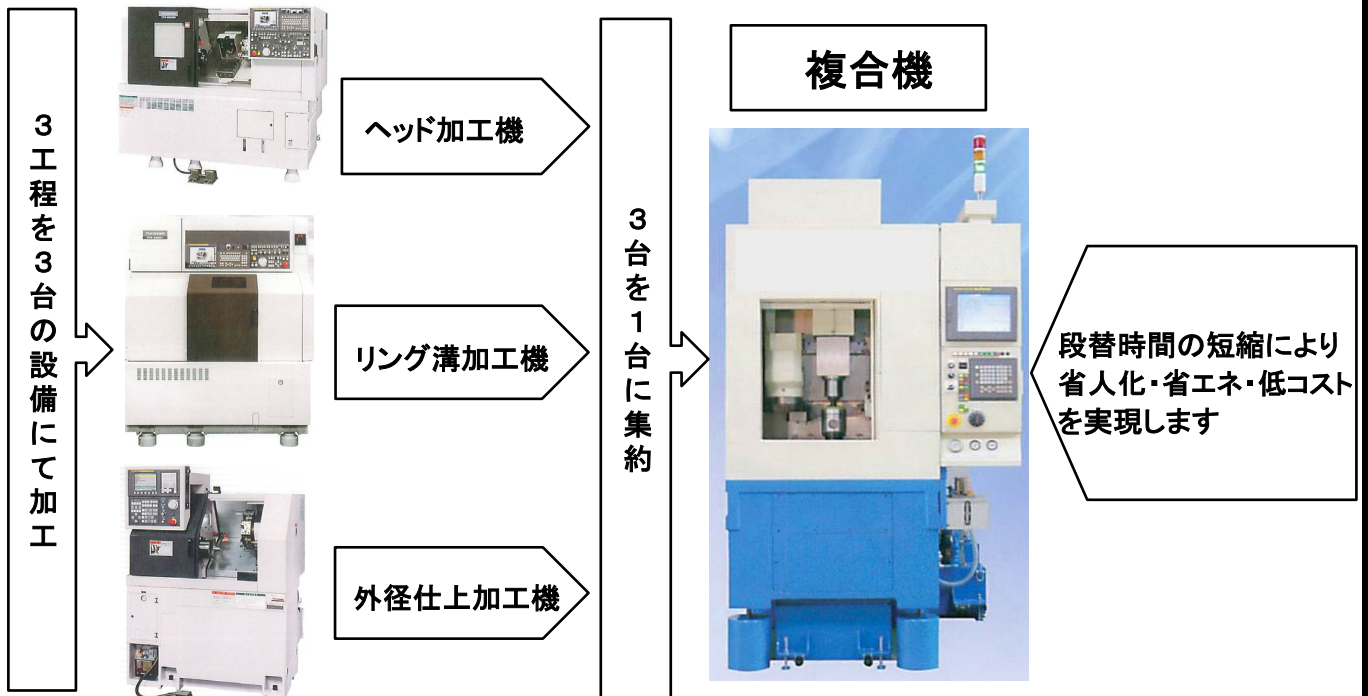 3工程を3台の設備にて加工
ヘッド加工機
リング溝加工機
外径仕上加工機
3台を1台に集約
複合機
段替時間の短縮により
省人化・省エネ・低コスト
を実現します